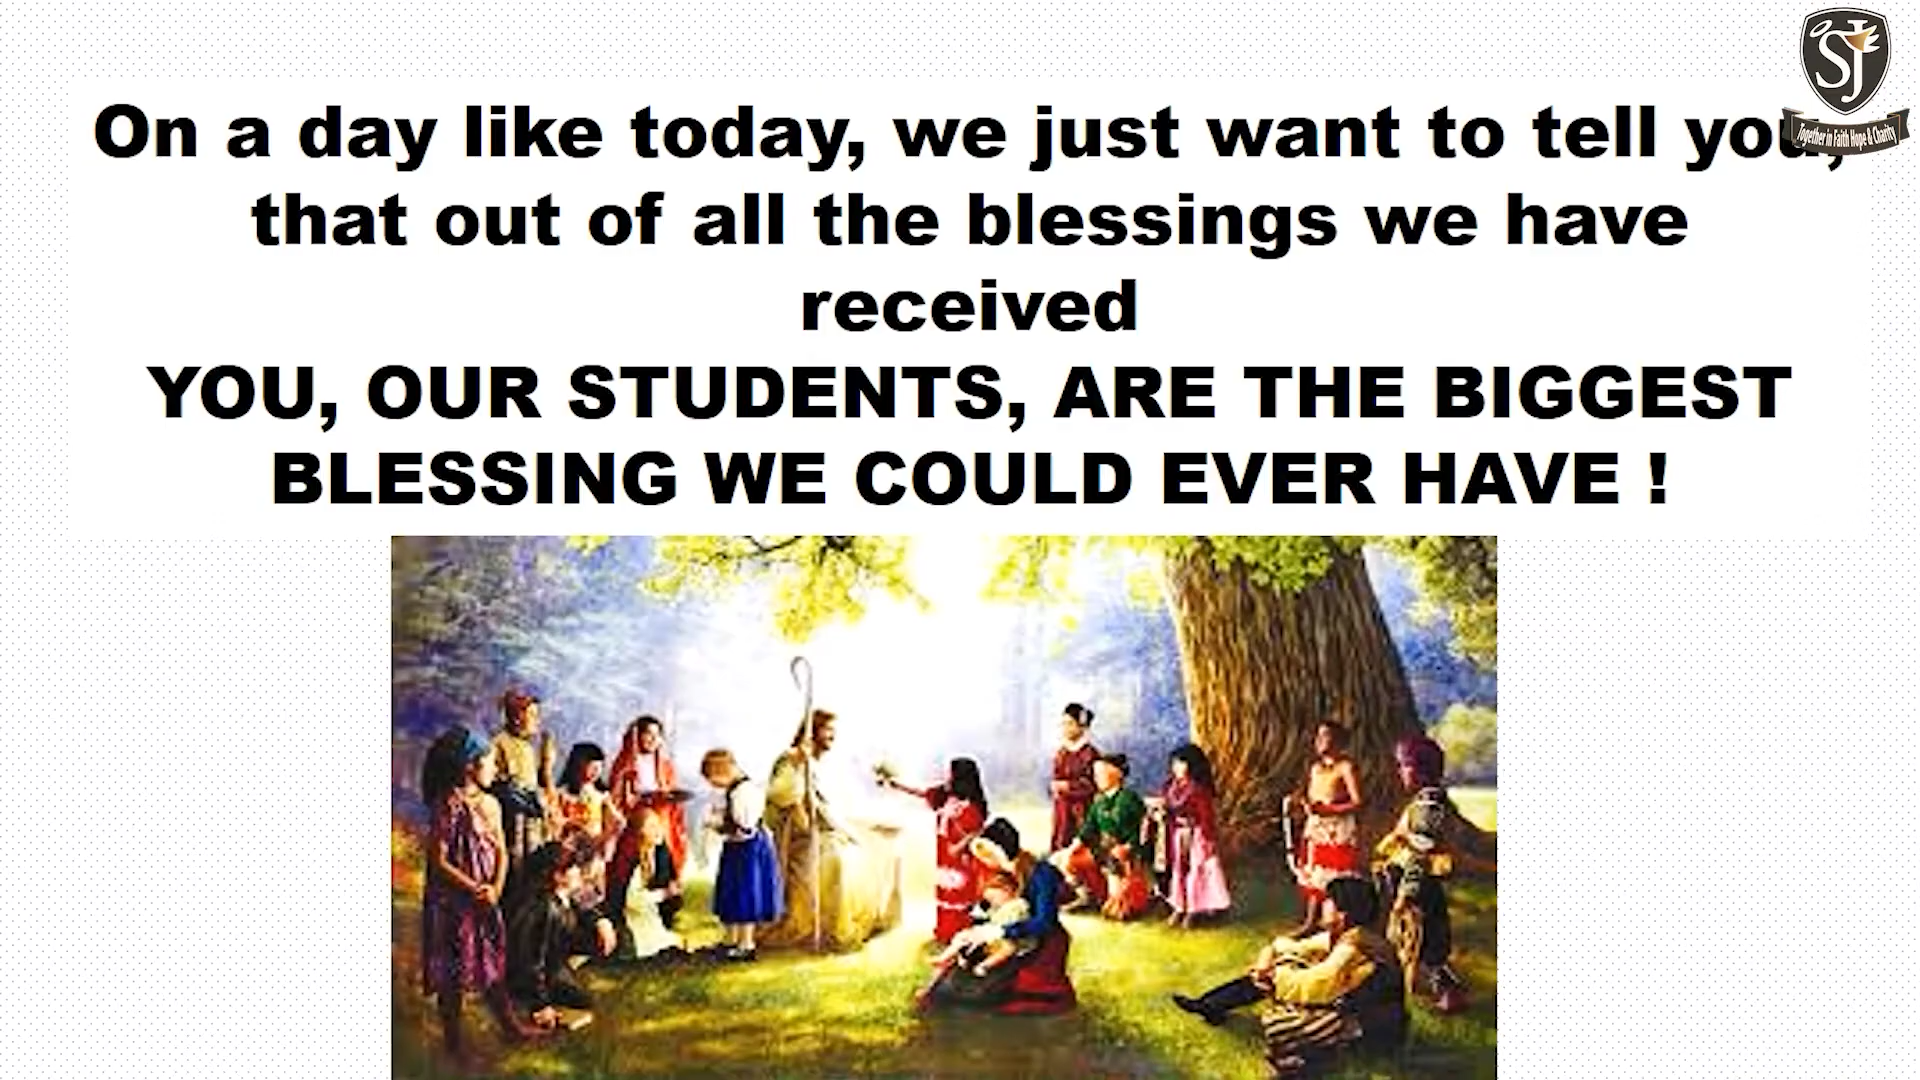 On a day like today, we just want to tell you,
that out of all the blessings we have
received
YOU, OUR STUDENTS, ARE THE BIGGEST
BLESSING WE COULD EVER HAVE !
SJ
Together in Faith Hope & Charity